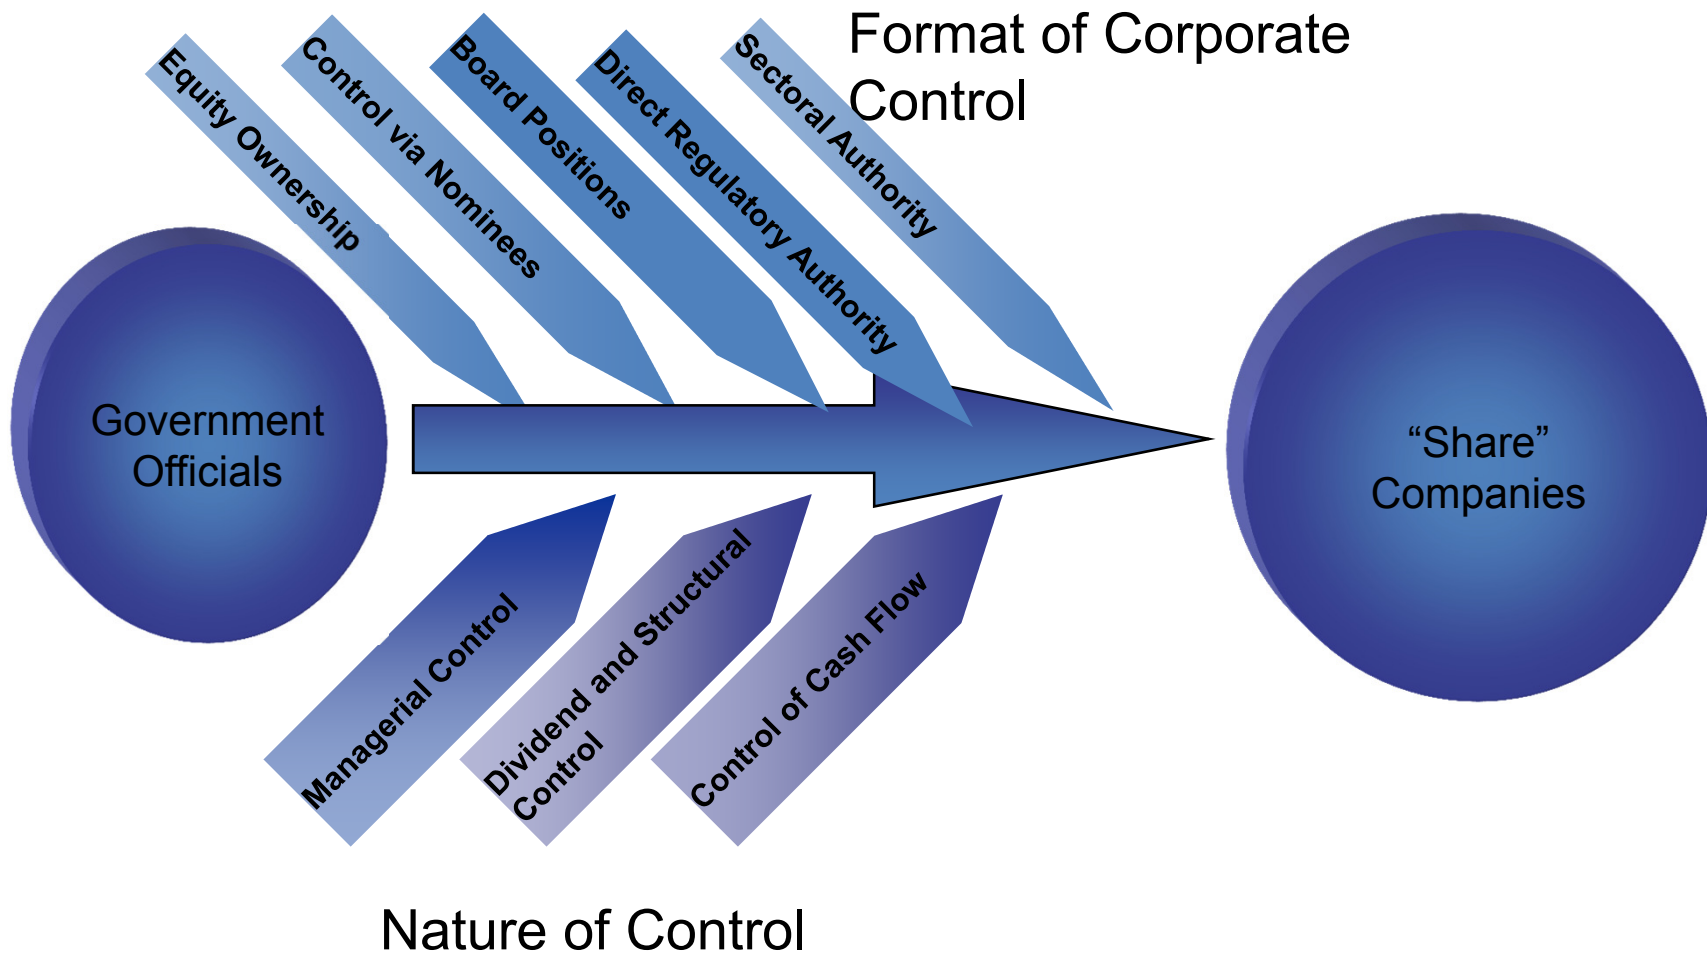 Format of Corporate
Control
Equity Ownership
Control via Nominees
Board Positions
Direct Regulatory Authority
Sectoral Authority
Government
Officials
“Share”
Companies
Managerial Control
Dividend and Structural
Control
Control of Cash Flow
Nature of Control